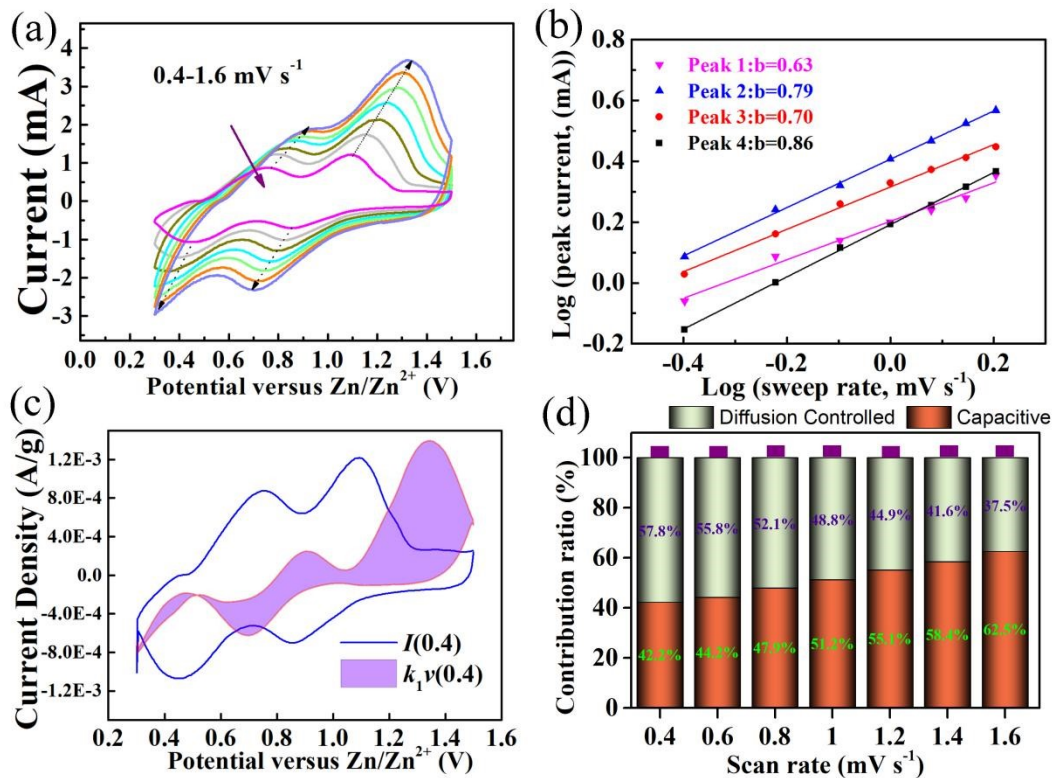 (a)
0.4-1.6 mV s⁻¹
Current (mA)
4
3
2
1
0
-1
-2
-3
0.0 0.2 0.4 0.6 0.8 1.0 1.2 1.4 1.6
Potential versus Zn/Zn²⁺ (V)
(b)
Peak 1:b=0.63
Peak 2:b=0.79
Peak 3:b=0.70
Peak 4:b=0.86
Log (peak current, (mA))
0.8
0.6
0.4
0.2
0.0
-0.2
-0.4 -0.2 0.0 0.2
Log (sweep rate, mV s⁻¹)
(c)
Current Density (A/g)
1.2E-3
8.0E-4
4.0E-4
0.0
-4.0E-4
-8.0E-4
-1.2E-3
I(0.4)
k₁v(0.4)
0.2 0.4 0.6 0.8 1.0 1.2 1.4 1.6
Potential versus Zn/Zn²⁺ (V)
(d)
Diffusion Controlled Capacitive
Contribution ratio (%)
100
80
60
40
20
0
57.8% 55.8% 52.1% 48.8% 44.9% 41.6% 37.5%
42.2% 44.2% 47.9% 51.2% 55.1% 58.4% 62.5%
0.4 0.6 0.8 1 1.2 1.4 1.6
Scan rate (mV s⁻¹)